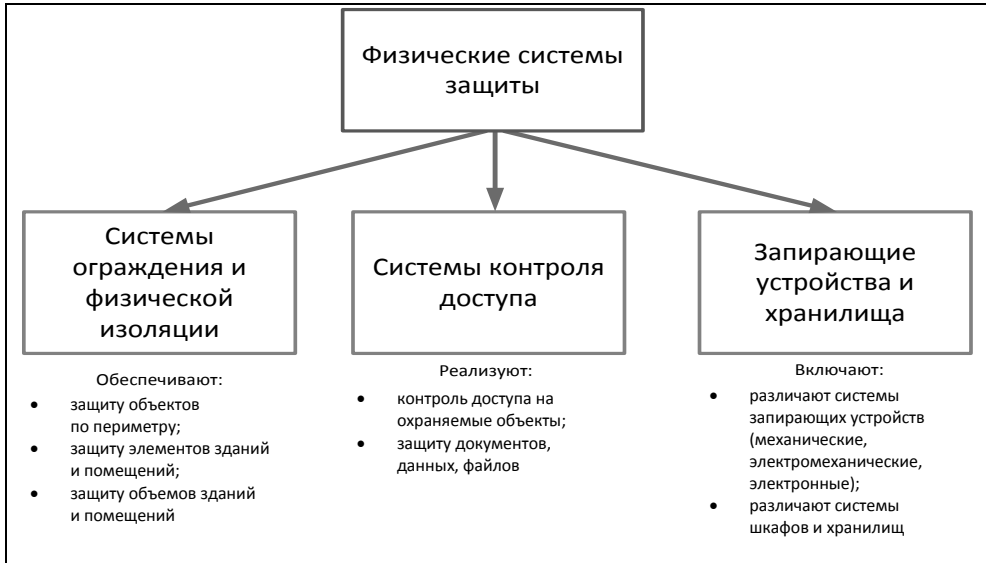 Физические системы
защиты
Системы
ограждения и
физической
изоляции
Обеспечивают:
• защиту объектов
по периметру;
• защиту элементов зданий
и помещений;
• защиту объемов зданий
и помещений
Системы контроля
доступа
Реализуют:
• контроль доступа на
охраняемые объекты;
• защиту документов,
данных, файлов
Запирающие
устройства и
хранилища
Включают:
• различают системы
запирающих устройств
(механические,
электромеханические,
электронные);
• различают системы
шкафов и хранилищ